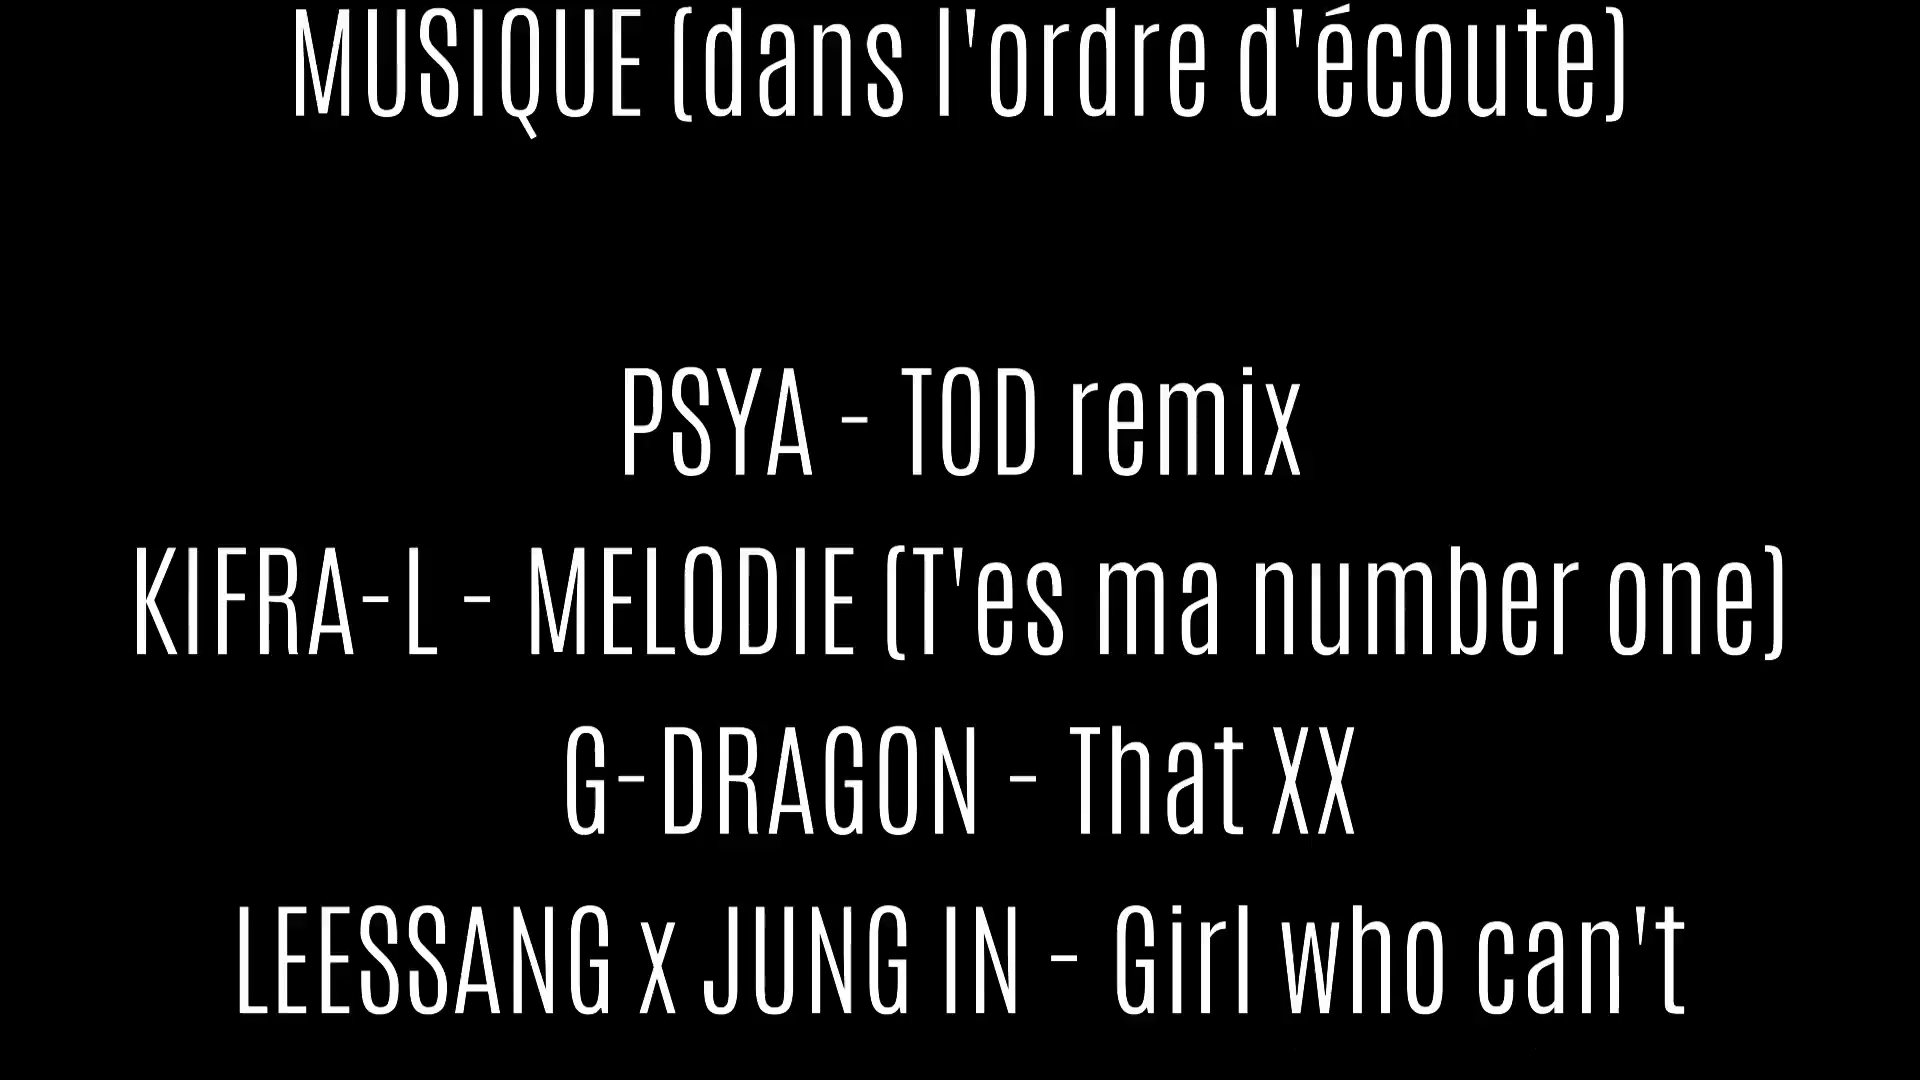 MUSIQUE (dans l'ordre d'écoute)
PSYA - TOD remix
KIFRA-L - MELODIE (T'es ma number one)
G-DRAGON - That XX
LEESSANG x JUNG IN - Girl who can't